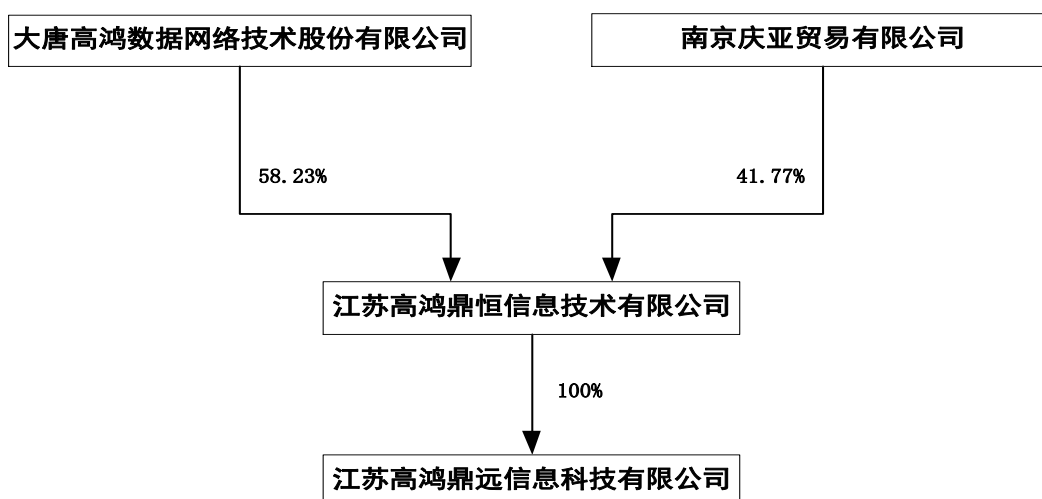 大唐高鸿数据网络技术股份有限公司
南京庆亚贸易有限公司
58.23%
41.77%
江苏高鸿鼎恒信息技术有限公司
100%
江苏高鸿鼎远信息科技有限公司